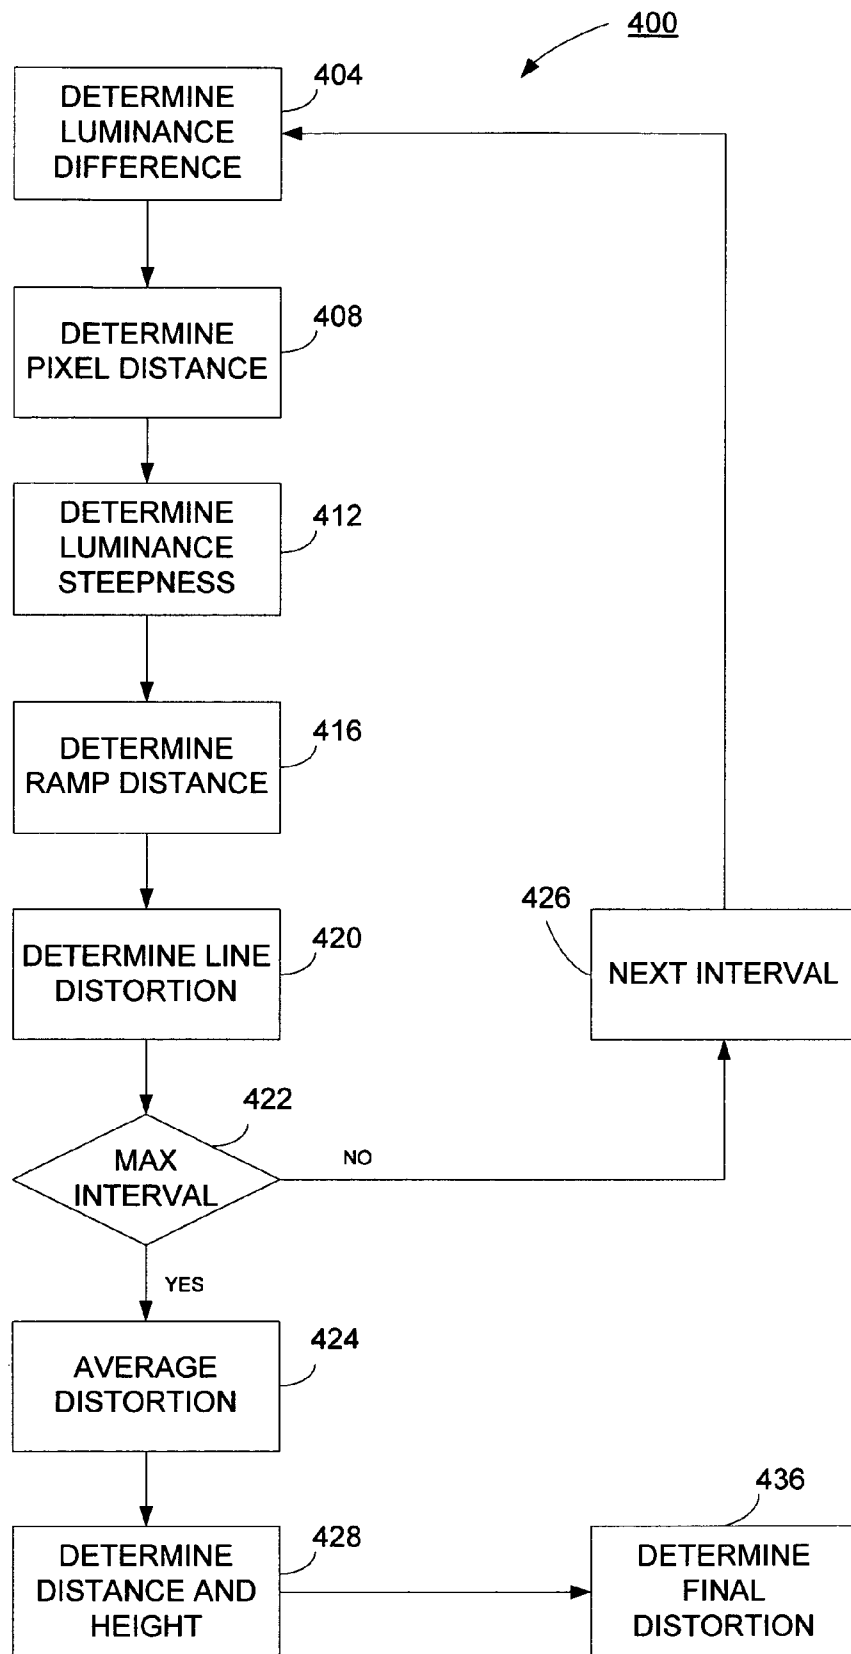 400
404
DETERMINE
LUMINANCE
DIFFERENCE
408
DETERMINE
PIXEL DISTANCE
412
DETERMINE
LUMINANCE
STEEPNESS
416
DETERMINE
RAMP DISTANCE
420
DETERMINE LINE
DISTORTION
426
NEXT INTERVAL
422
MAX
INTERVAL
NO
YES
424
AVERAGE
DISTORTION
428
DETERMINE
DISTANCE AND
HEIGHT
436
DETERMINE
FINAL
DISTORTION